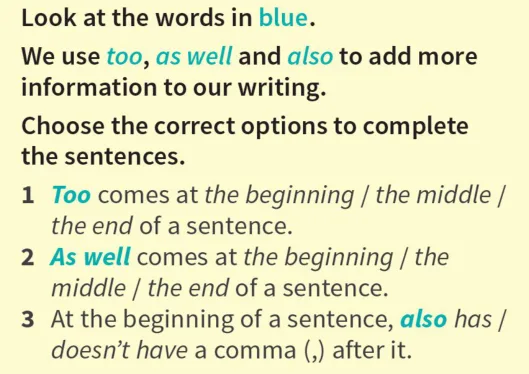 Look at the words in blue.
We use too, as well and also to add more
information to our writing.
Choose the correct options to complete
the sentences.
1 Too comes at the beginning / the middle /
the end of a sentence.
2 As well comes at the beginning / the
middle / the end of a sentence.
3 At the beginning of a sentence, also has /
doesn't have a comma (,) after it.